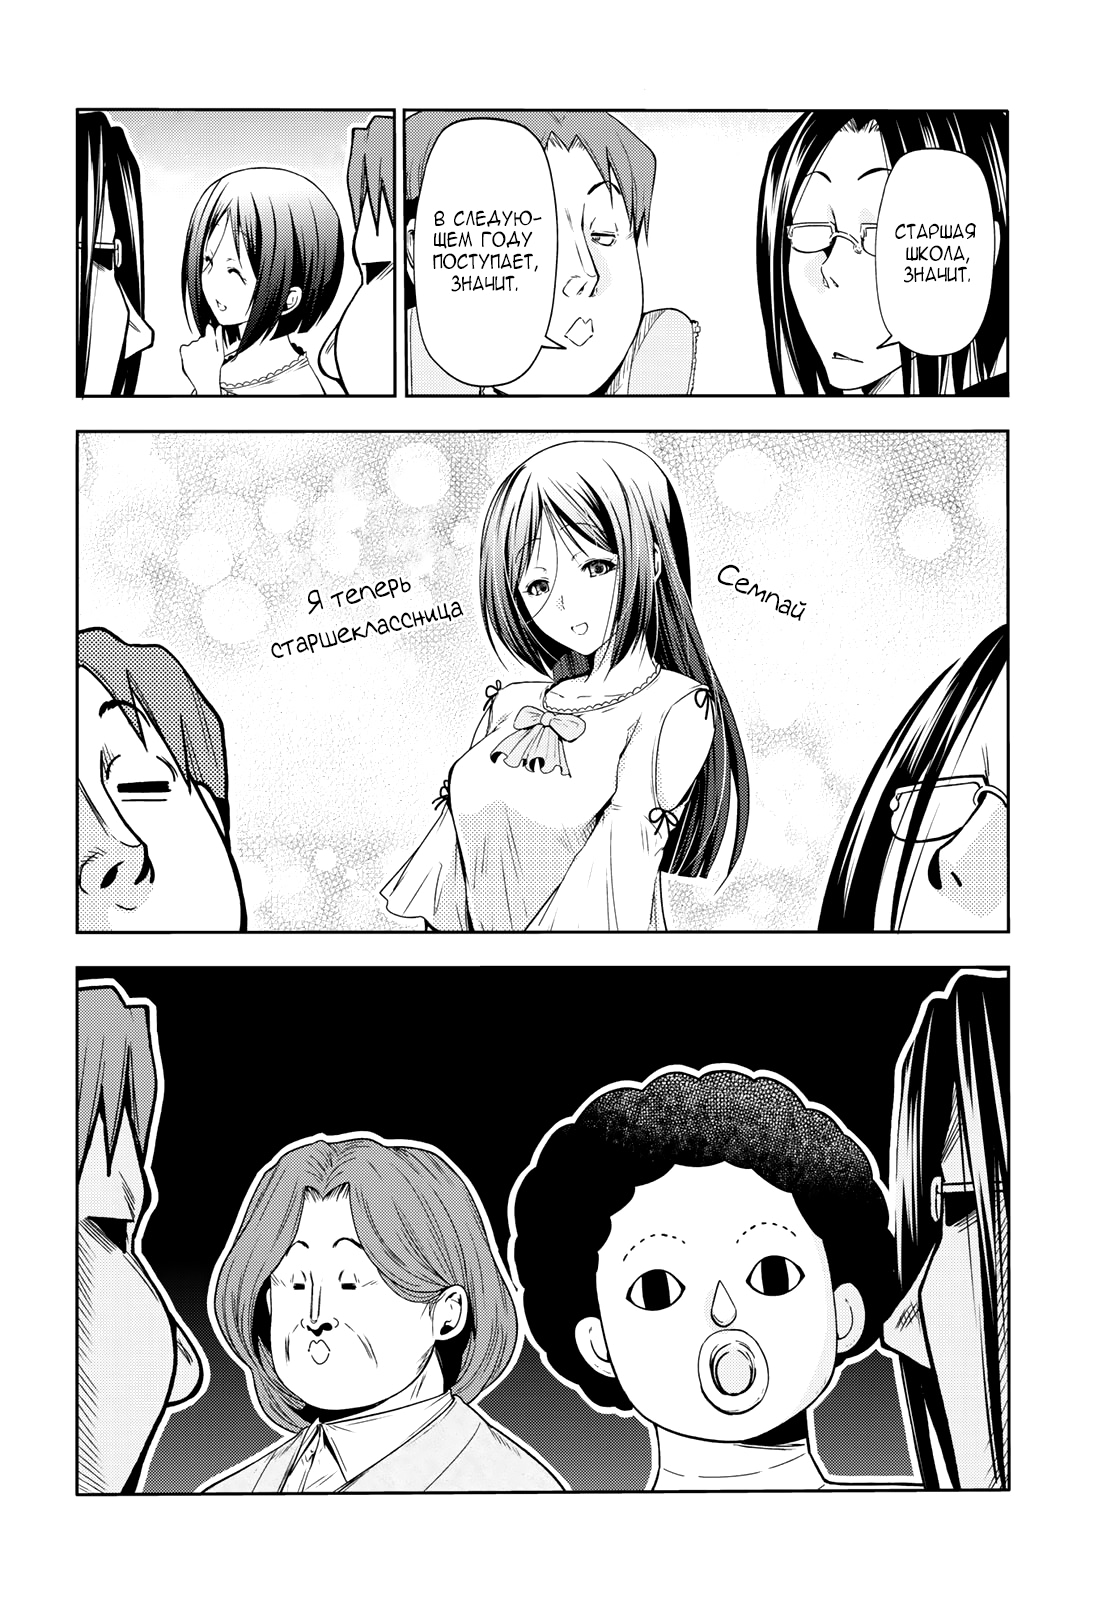 СТАРШАЯ
ШКОЛА,
ЗНАЧИТ.
В СЛЕДУЮ-
ЩЕМ ГОДУ
ПОСТУПАЕТ,
ЗНАЧИТ.
Семпай
Я теперь
старшеклассница